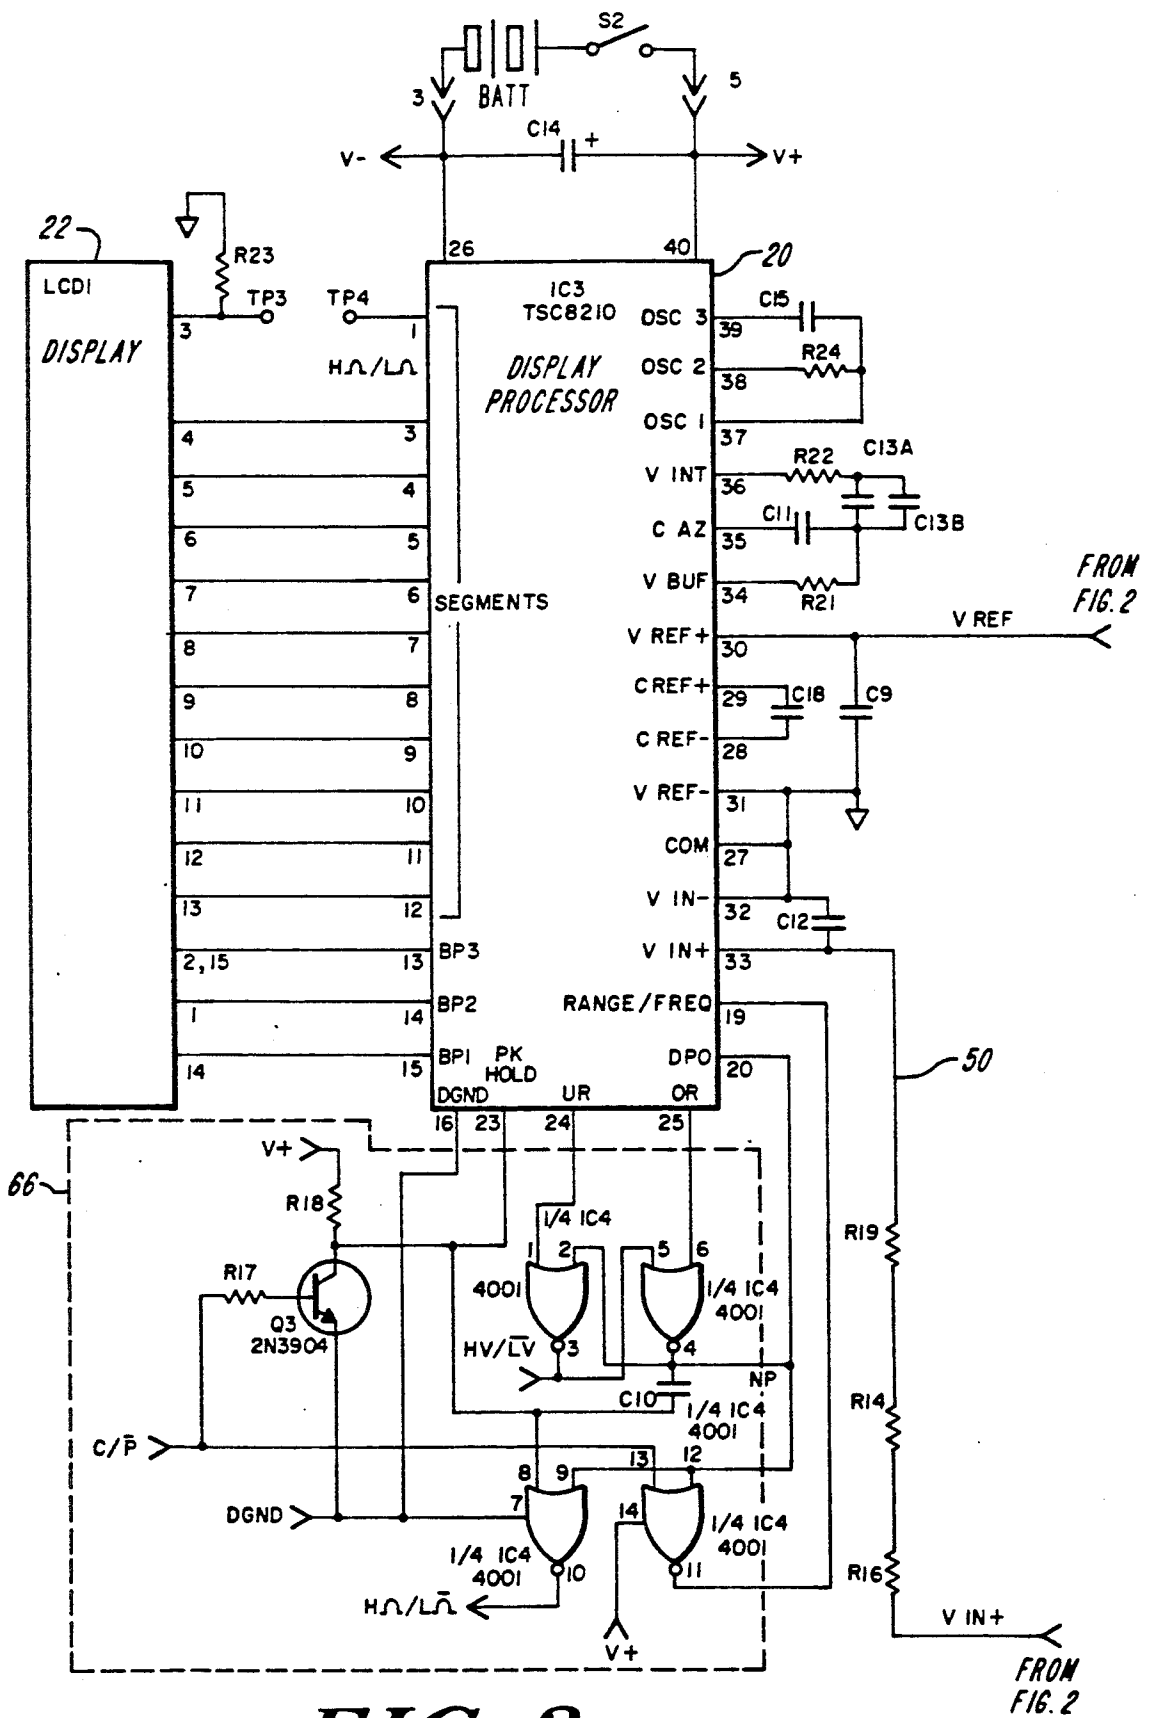 S2
3
BATT
5
C14
+
V-
V+
22
R23
26
40
20
LCD1
DISPLAY
3
TP3
TP4
1
HΩ/LΩ
IC3
TSC8210
DISPLAY
PROCESSOR
OSC 3
39
C15
OSC 2
38
R24
OSC 1
37
4
3
V INT
36
R22
C13A
C13B
5
4
C AZ
35
C11
6
5
V BUF
34
R21
7
6
SEGMENTS
FROM
FIG. 2
V REF
V REF+
30
8
7
C REF+
29
C18
C9
9
8
C REF-
28
10
9
V REF-
31
11
10
COM
27
12
11
V IN-
32
C12
13
12
V IN+
33
2,15
13
BP3
RANGE/FREQ
19
1
14
BP2
DPO
20
50
14
15
BP1
PK
HOLD
DGND
UR
OR
16
23
24
25
66
V+
R18
1/4 IC4
1
2
5
6
R19
R17
4001
1/4 IC4
4001
Q3
2N3904
HV/L̅V̅
3
4
NP
C10
1/4 IC4
4001
R14
C/P̅
8
9
13
12
DGND
7
14
1/4 IC4
4001
1/4 IC4
4001
10
11
R16
HΩ/LΩ̅
V+
V IN+
FROM
FIG. 2